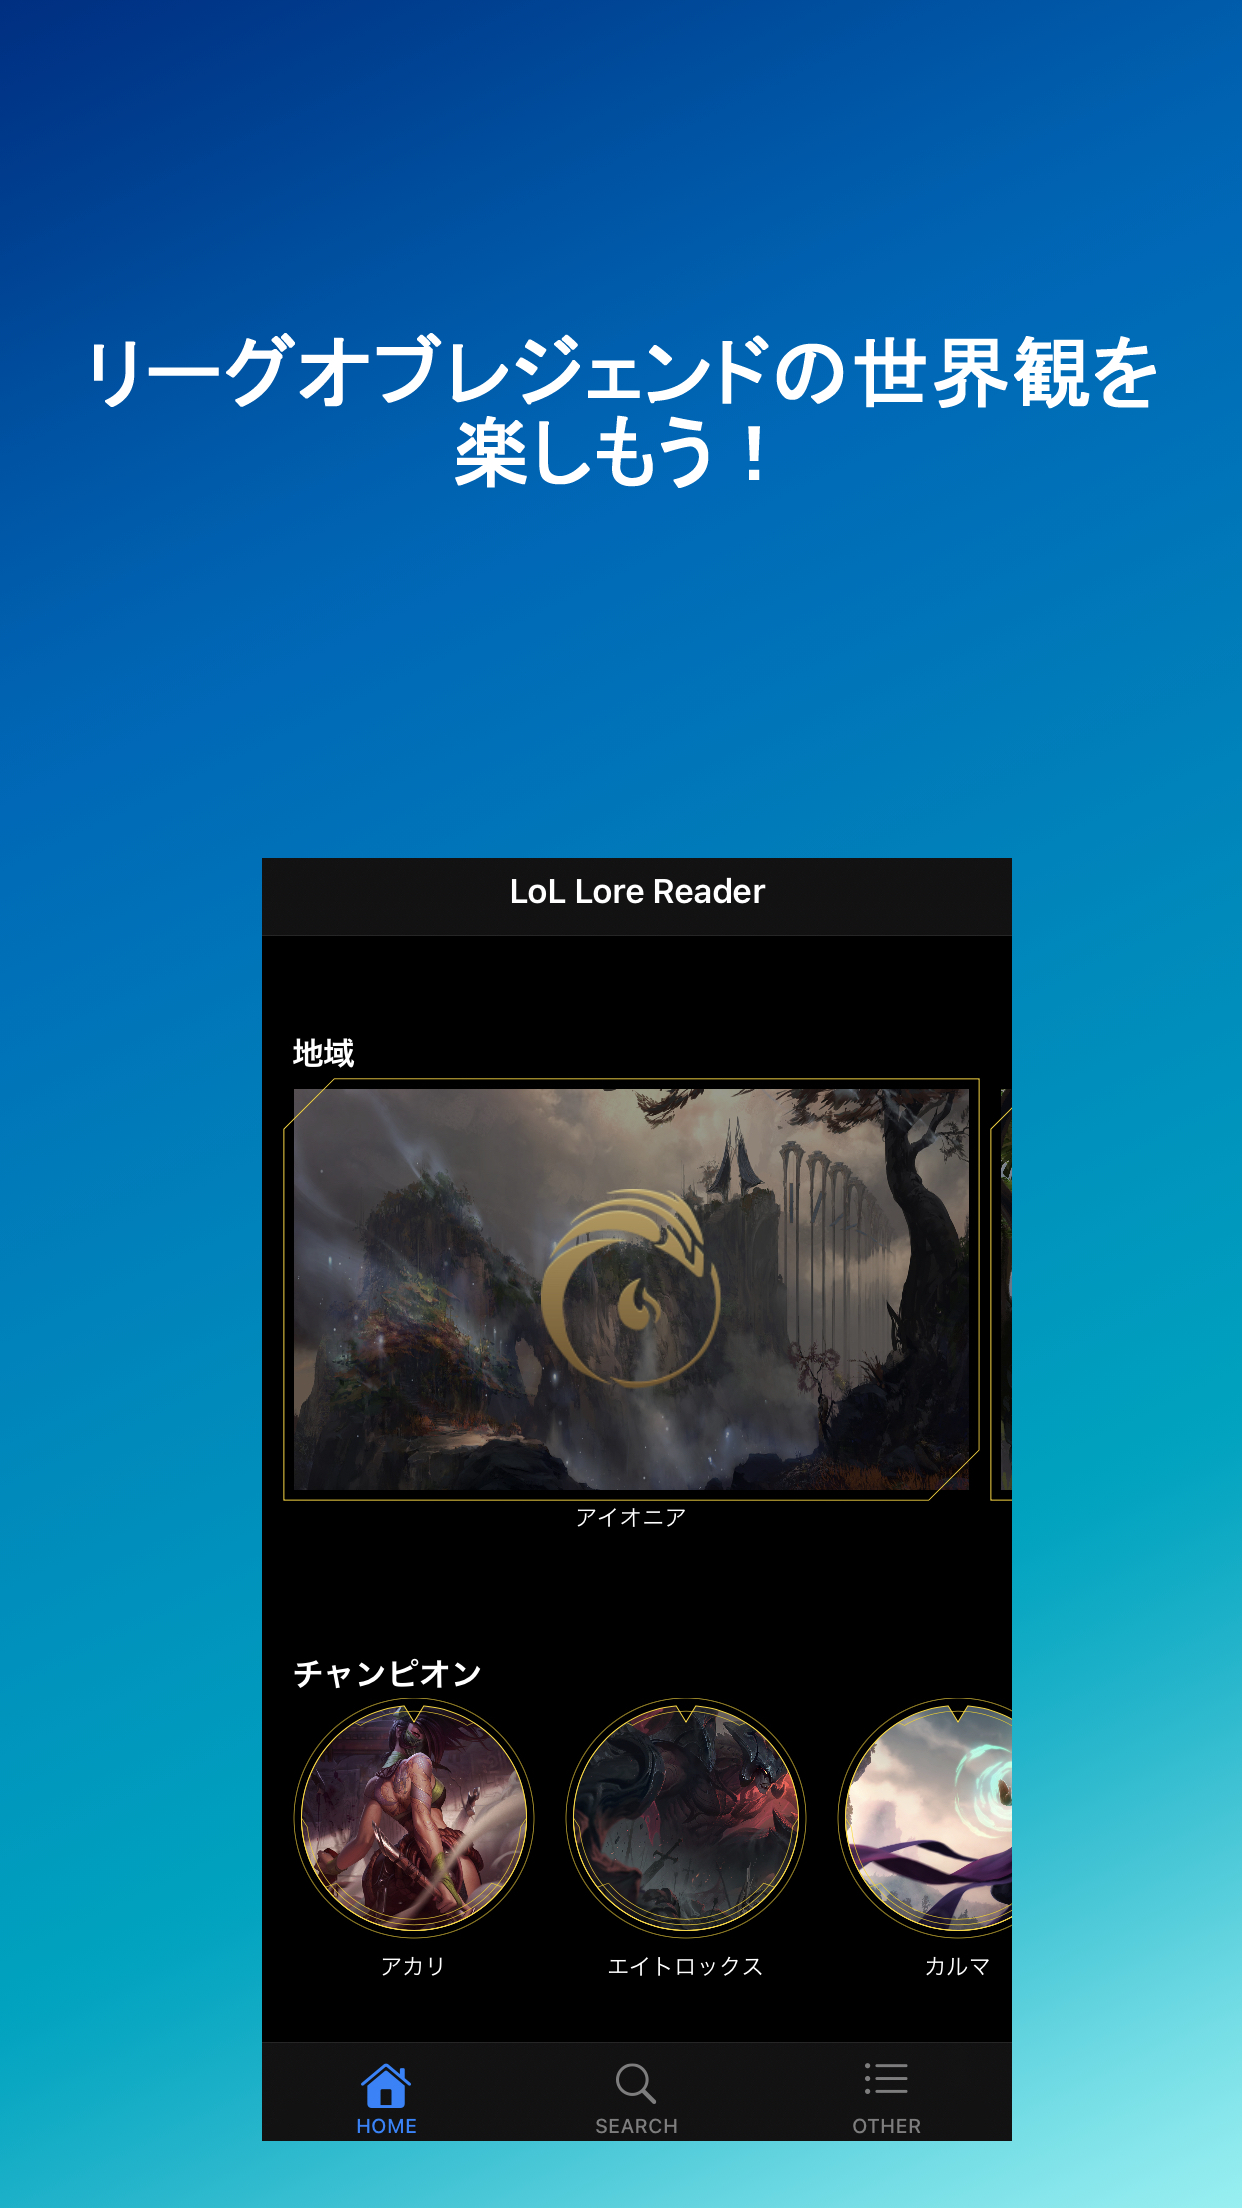 リーグオブレジェンドの世界観を
楽しもう！
LoL Lore Reader
地域
アイオニア
チャンピオン
アカリ
エイトロックス
カルマ
HOME
SEARCH
OTHER